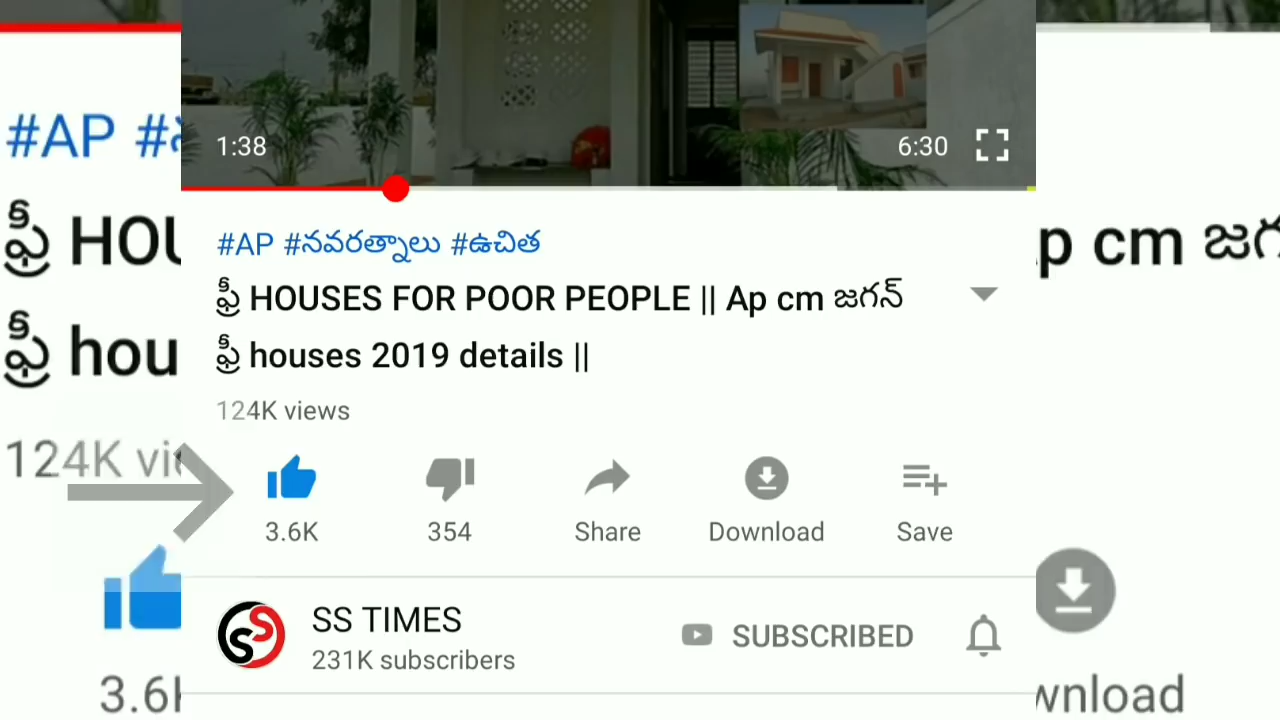 1:38
6:30
#AP #నవరత్నాలు #ఉచిత
ఫ్రీ HOUSES FOR POOR PEOPLE || Ap cm జగన్
ఫ్రీ houses 2019 details ||
124K views
3.6K
354
Share
Download
Save
SS TIMES
231K subscribers
SUBSCRIBED